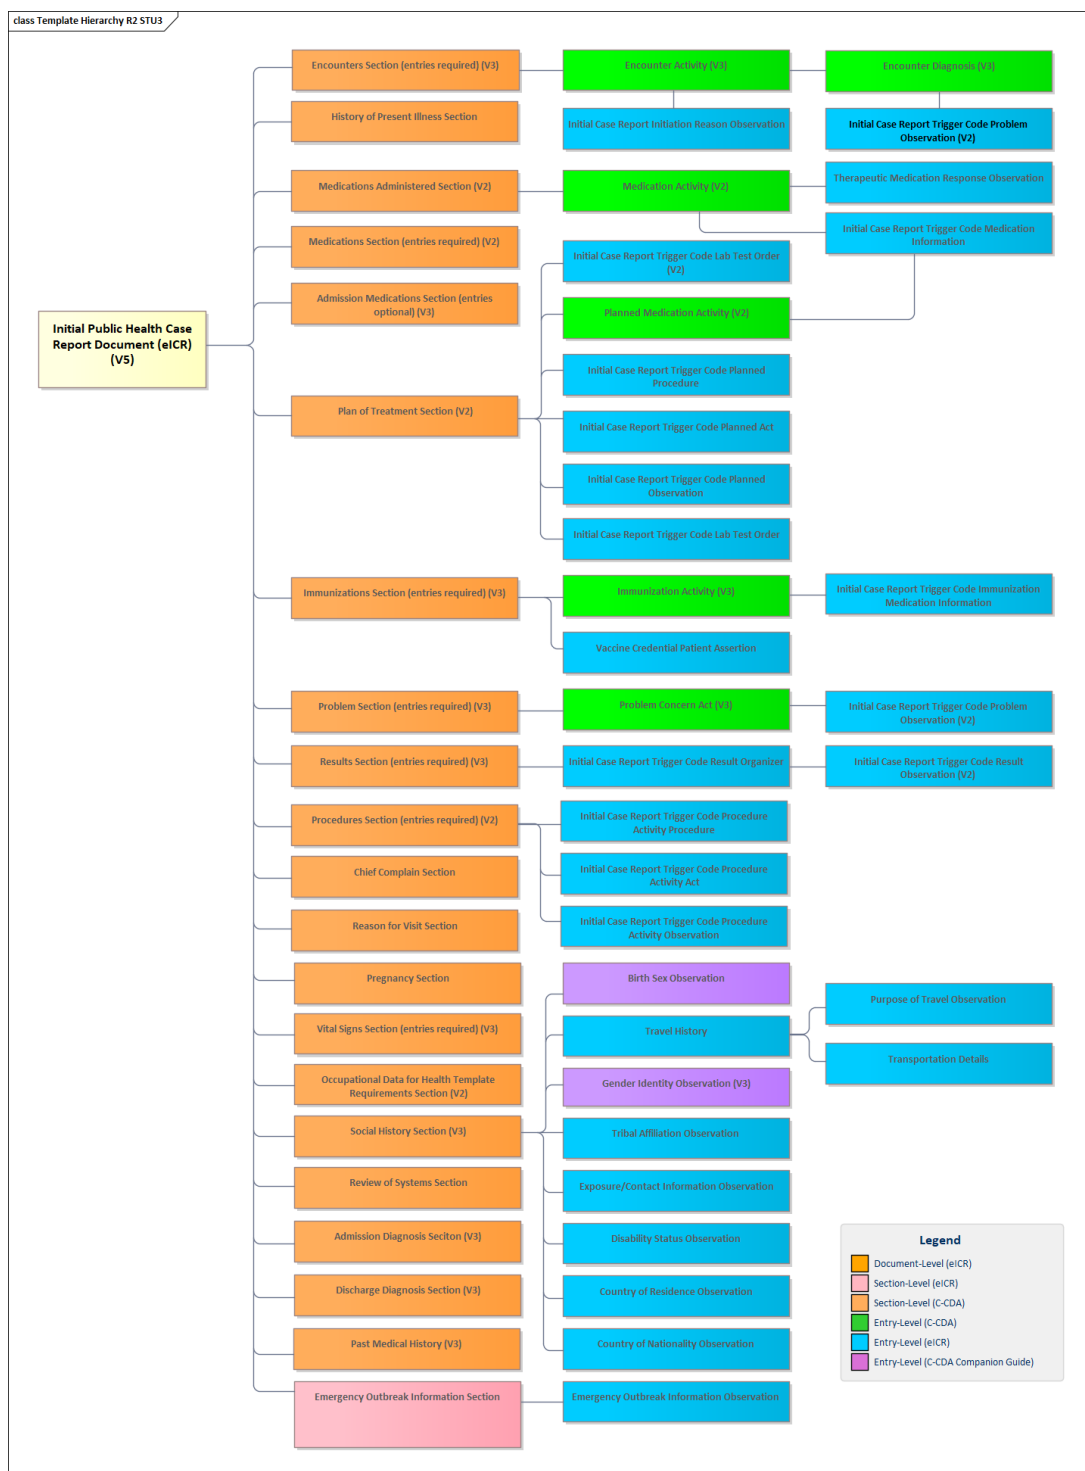 class Template Hierarchy R2 STU3
Encounters Section (entries required) (V3)
Encounter Activity (V3)
Encounter Diagnosis (V3)
History of Present Illness Section
Initial Case Report Initiation Reason Observation
Initial Case Report Trigger Code Problem
Observation (V2)
Medications Administered Section (V2)
Medication Activity (V2)
Therapeutic Medication Response Observation
Initial Case Report Trigger Code Medication
Information
Medications Section (entries required) (V2)
Initial Case Report Trigger Code Lab Test Order
(V2)
Admission Medications Section (entries
optional) (V3)
Planned Medication Activity (V2)
Initial Public Health Case
Report Document (eICR)
(V5)
Initial Case Report Trigger Code Planned
Procedure
Plan of Treatment Section (V2)
Initial Case Report Trigger Code Planned Act
Initial Case Report Trigger Code Planned
Observation
Initial Case Report Trigger Code Lab Test Order
Immunizations Section (entries required) (V3)
Immunization Activity (V3)
Initial Case Report Trigger Code Immunization
Medication Information
Vaccine Credential Patient Assertion
Problem Section (entries required) (V3)
Problem Concern Act (V3)
Initial Case Report Trigger Code Problem
Observation (V2)
Results Section (entries required) (V3)
Initial Case Report Trigger Code Result Organizer
Initial Case Report Trigger Code Result
Observation (V2)
Procedures Section (entries required) (V2)
Initial Case Report Trigger Code Procedure
Activity Procedure
Chief Complain Section
Initial Case Report Trigger Code Procedure
Activity Act
Reason for Visit Section
Initial Case Report Trigger Code Procedure
Activity Observation
Pregnancy Section
Birth Sex Observation
Purpose of Travel Observation
Vital Signs Section (entries required) (V3)
Travel History
Transportation Details
Occupational Data for Health Template
Requirements Section (V2)
Gender Identity Observation (V3)
Social History Section (V3)
Tribal Affiliation Observation
Review of Systems Section
Exposure/Contact Information Observation
Admission Diagnosis Seciton (V3)
Disability Status Observation
Discharge Diagnosis Section (V3)
Country of Residence Observation
Past Medical History (V3)
Country of Nationality Observation
Emergency Outbreak Information Section
Emergency Outbreak Information Observation
Legend
Document-Level (eICR)
Section-Level (eICR)
Section-Level (C-CDA)
Entry-Level (C-CDA)
Entry-Level (eICR)
Entry-Level (C-CDA Companion Guide)